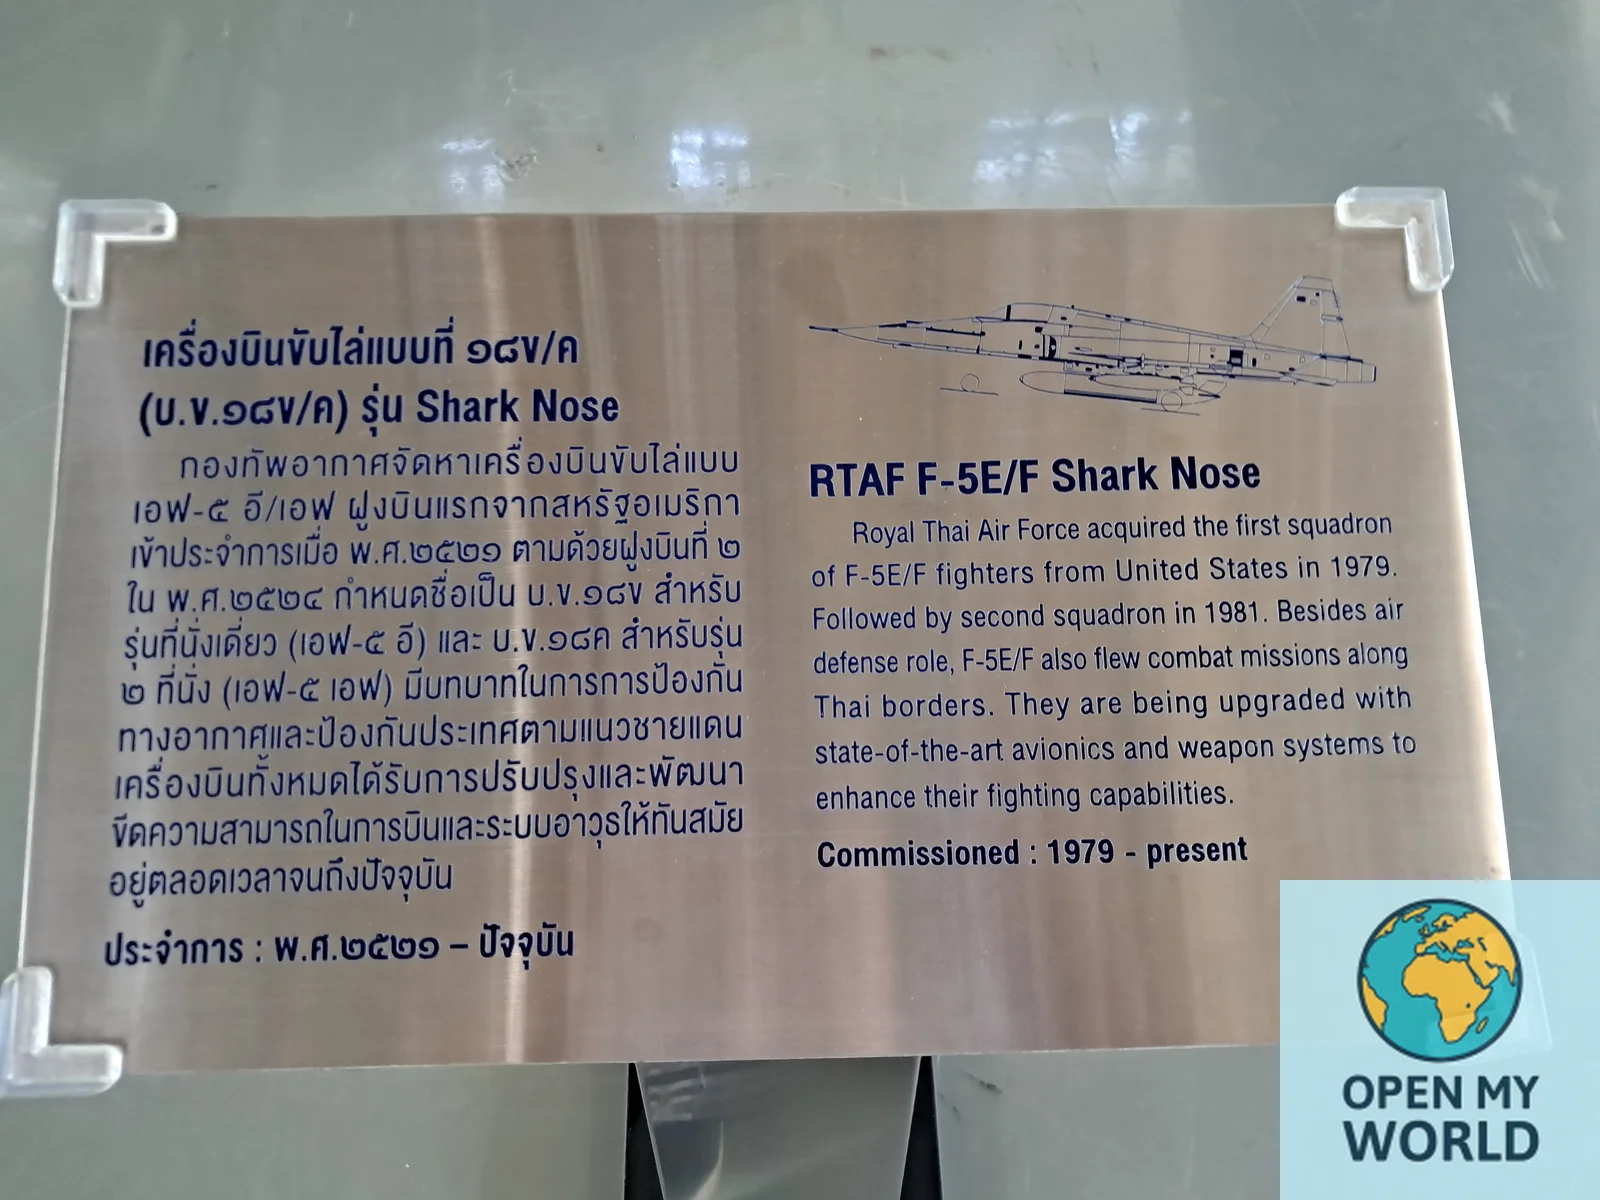 เครื่องบินขับไล่แบบที่ ๑๘ข/ค
(บ.ข.๑๘ข/ค) รุ่น Shark Nose
กองทัพอากาศจัดหาเครื่องบินขับไล่แบบ
เอฟ-๕ อี/เอฟ ฝูงบินแรกจากสหรัฐอเมริกา
เข้าประจำการเมื่อ พ.ศ.๒๕๒๑ ตามด้วยฝูงบินที่ ๒
ใน พ.ศ.๒๕๒๔ กำหนดชื่อเป็น บ.ข.๑๘ข สำหรับ
รุ่นที่นั่งเดี่ยว (เอฟ-๕ อี) และ บ.ข.๑๘ค สำหรับรุ่น
๒ ที่นั่ง (เอฟ-๕ เอฟ) มีบทบาทในการการป้องกัน
ทางอากาศและป้องกันประเทศตามแนวชายแดน
เครื่องบินทั้งหมดได้รับการปรับปรุงและพัฒนา
ขีดความสามารถในการบินและระบบอาวุธให้ทันสมัย
อยู่ตลอดเวลาจนถึงปัจจุบัน
ประจำการ : พ.ศ.๒๕๒๑ – ปัจจุบัน
RTAF F-5E/F Shark Nose
Royal Thai Air Force acquired the first squadron
of F-5E/F fighters from United States in 1979.
Followed by second squadron in 1981. Besides air
defense role, F-5E/F also flew combat missions along
Thai borders. They are being upgraded with
state-of-the-art avionics and weapon systems to
enhance their fighting capabilities.
Commissioned : 1979 - present
OPEN MY
WORLD